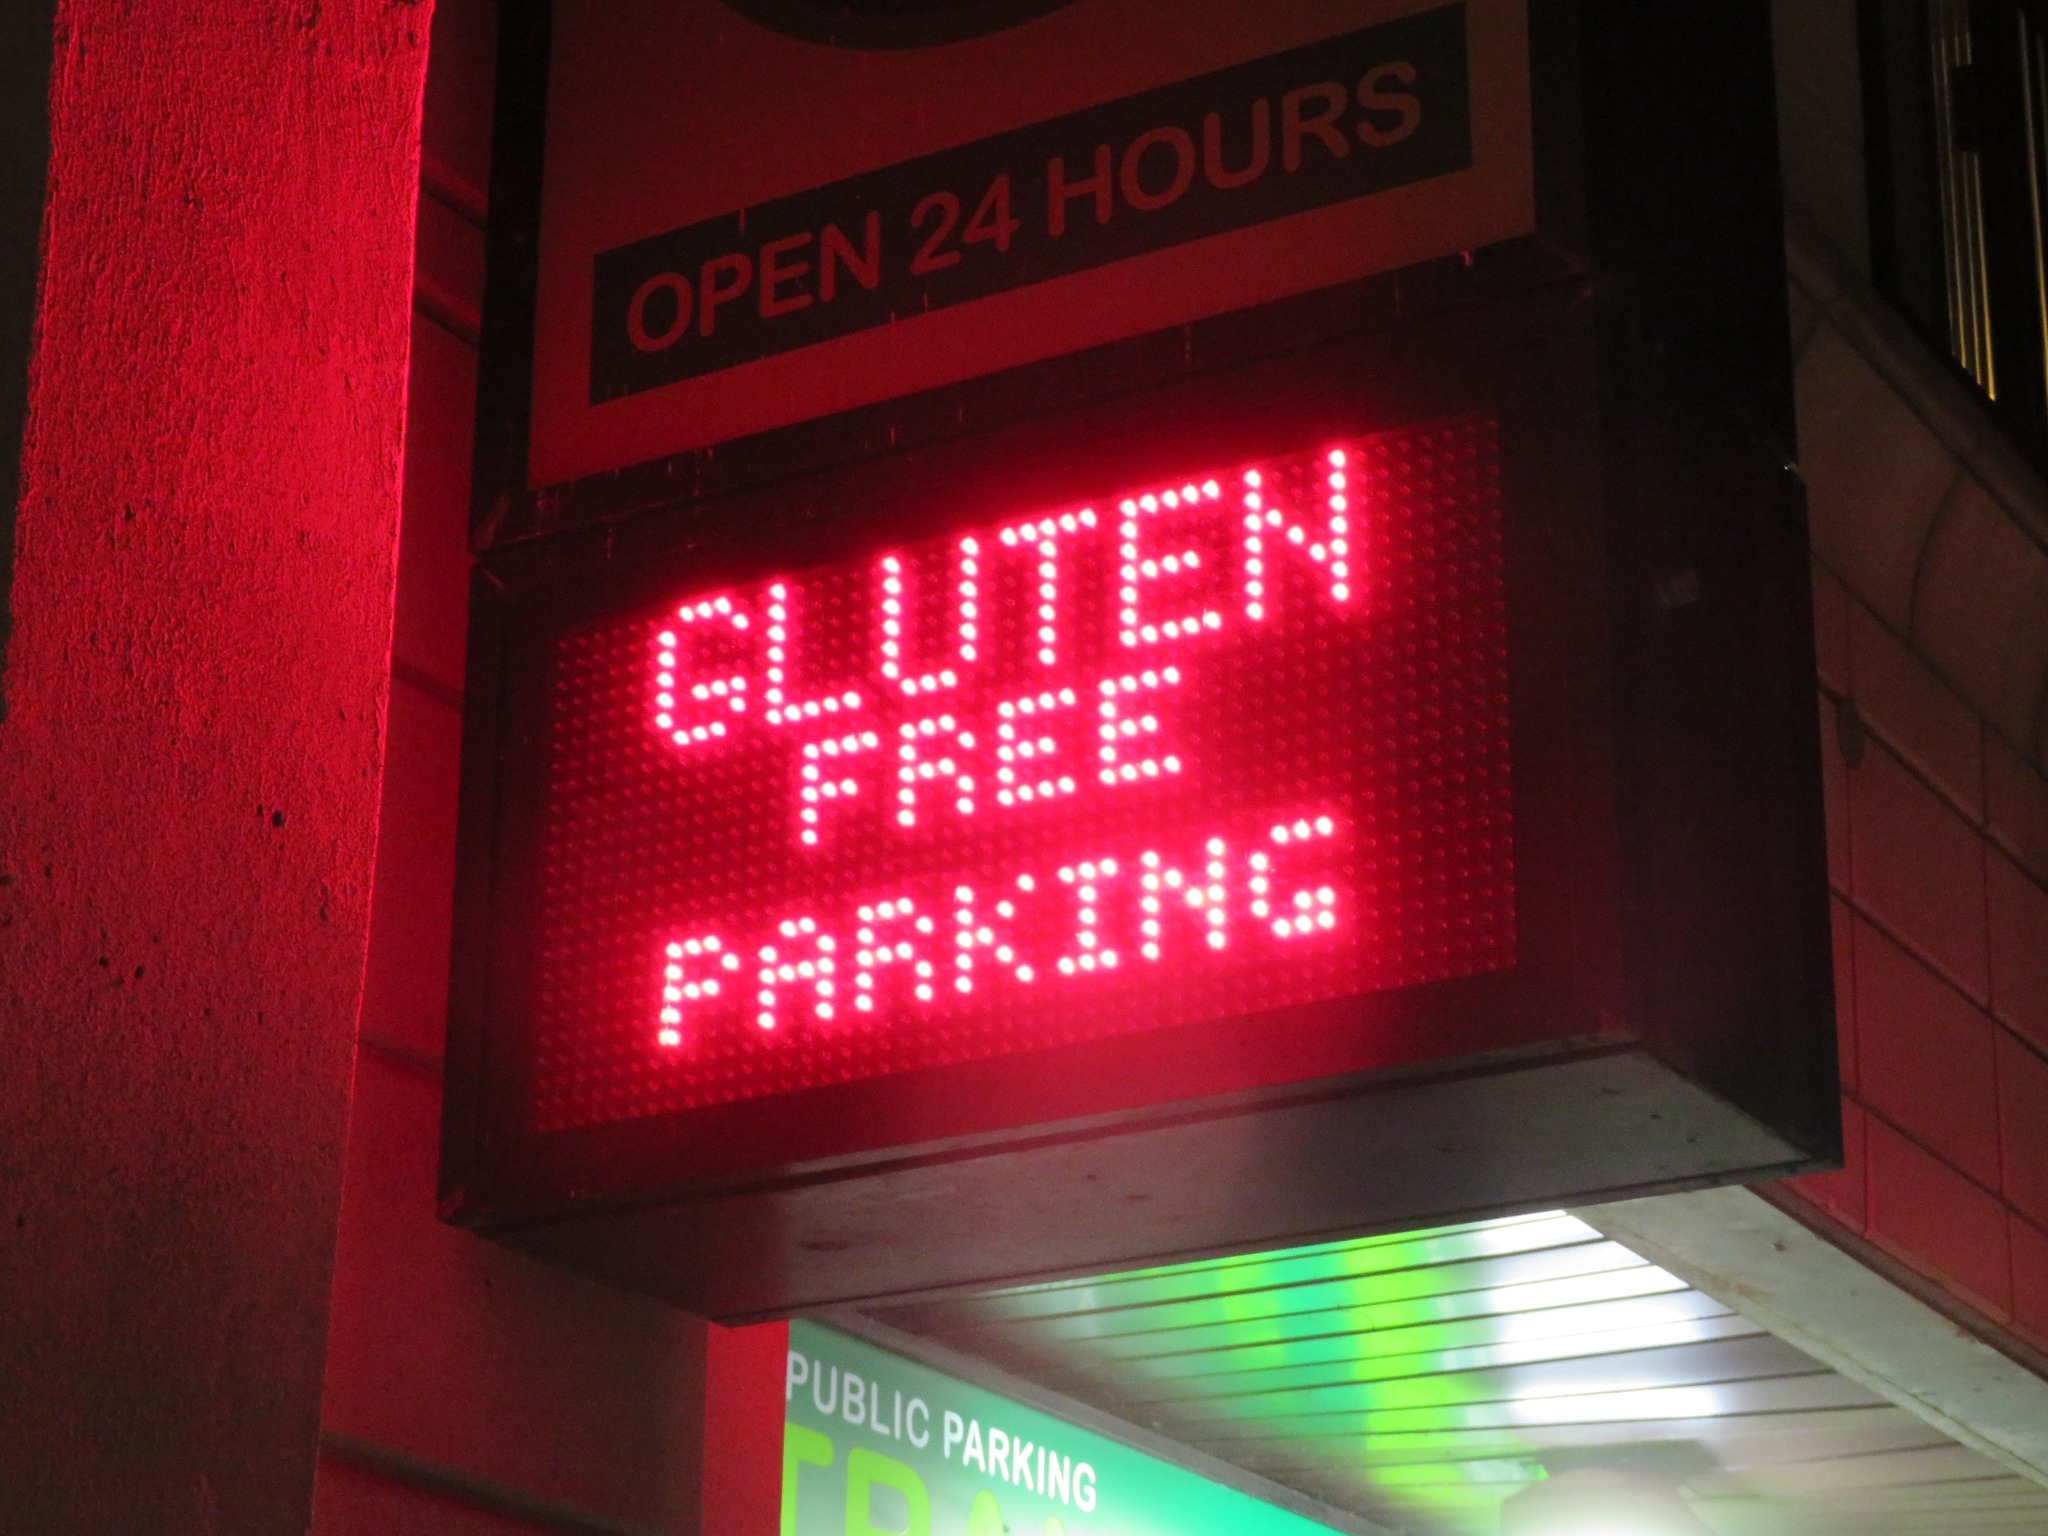 OPEN 24 HOURS
GLUTEN
FREE
PARKING
PUBLIC PARKING